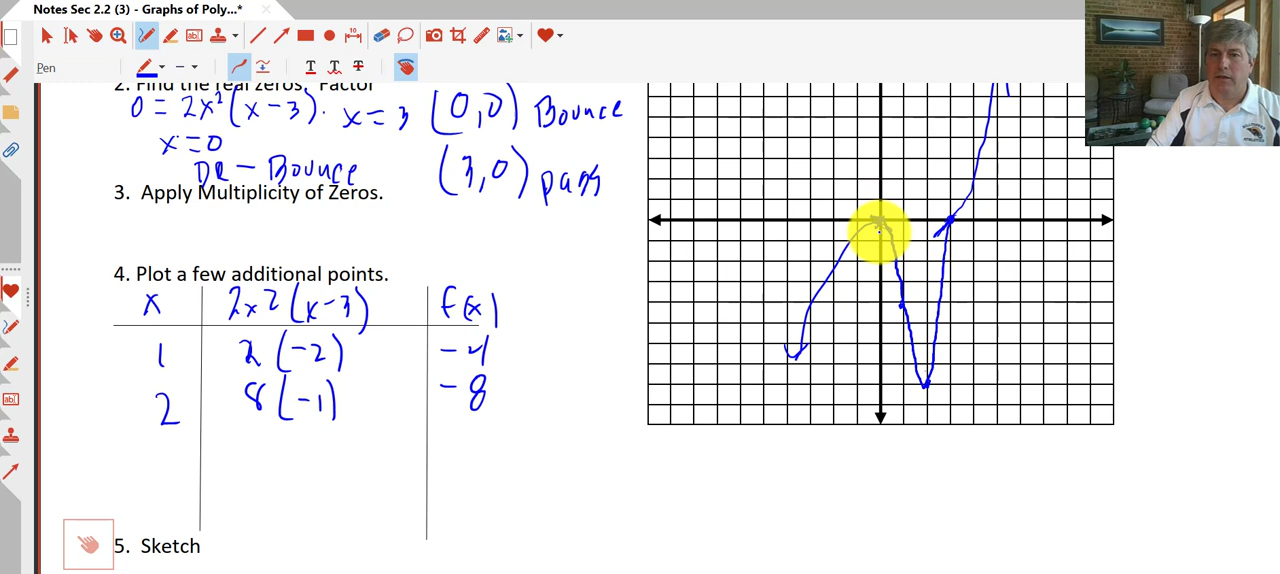 Notes Sec 2.2 (3) - Graphs of Poly...*
Pen
2. Find the real zeros, Factor
0 = 2x²(x-3). x=3 (0,0) Bounce
x=0
DR - Bounce (3,0) pass
3. Apply Multiplicity of Zeros.
4. Plot a few additional points.
x 2x2(x-3) f(x)
1 2(-2) -4
2 8(-1) -8
5. Sketch